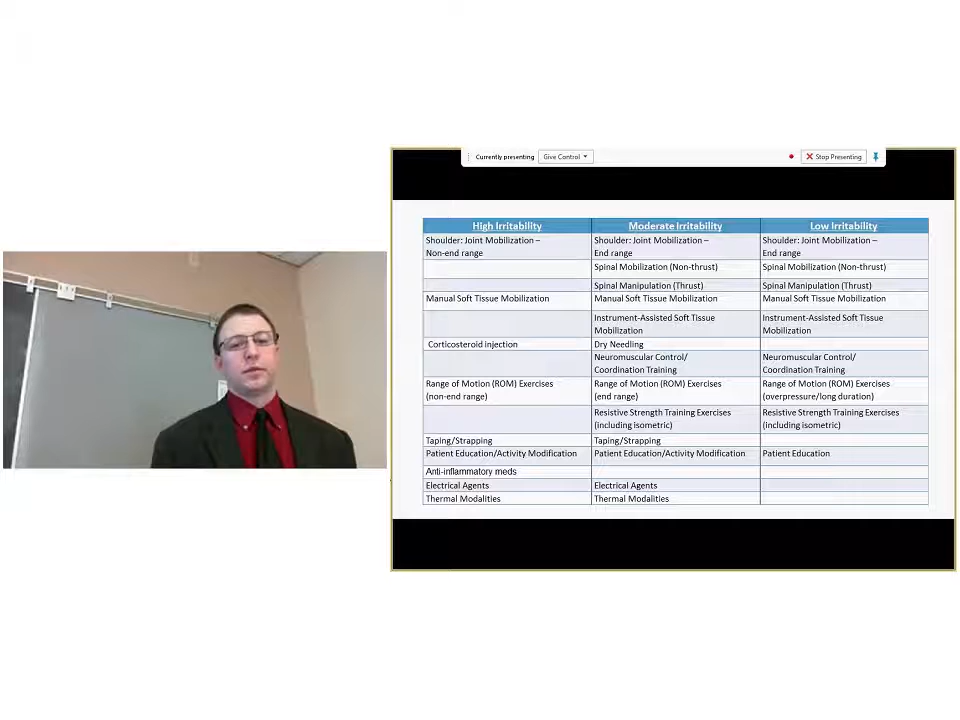 Currently presenting Give Control Stop Presenting
High Irritability Moderate Irritability Low Irritability
Shoulder: Joint Mobilization – Shoulder: Joint Mobilization – Shoulder: Joint Mobilization –
Non-end range End range End range
Spinal Mobilization (Non-thrust) Spinal Mobilization (Non-thrust)
Spinal Manipulation (Thrust) Spinal Manipulation (Thrust)
Manual Soft Tissue Mobilization Manual Soft Tissue Mobilization Manual Soft Tissue Mobilization
Instrument-Assisted Soft Tissue Instrument-Assisted Soft Tissue
Mobilization Mobilization
Corticosteroid injection Dry Needling
Neuromuscular Control/ Neuromuscular Control/
Coordination Training Coordination Training
Range of Motion (ROM) Exercises Range of Motion (ROM) Exercises Range of Motion (ROM) Exercises
(non-end range) (end range) (overpressure/long duration)
Resistive Strength Training Exercises Resistive Strength Training Exercises
(including isometric) (including isometric)
Taping/Strapping Taping/Strapping
Patient Education/Activity Modification Patient Education/Activity Modification Patient Education
Anti-inflammatory meds
Electrical Agents Electrical Agents
Thermal Modalities Thermal Modalities